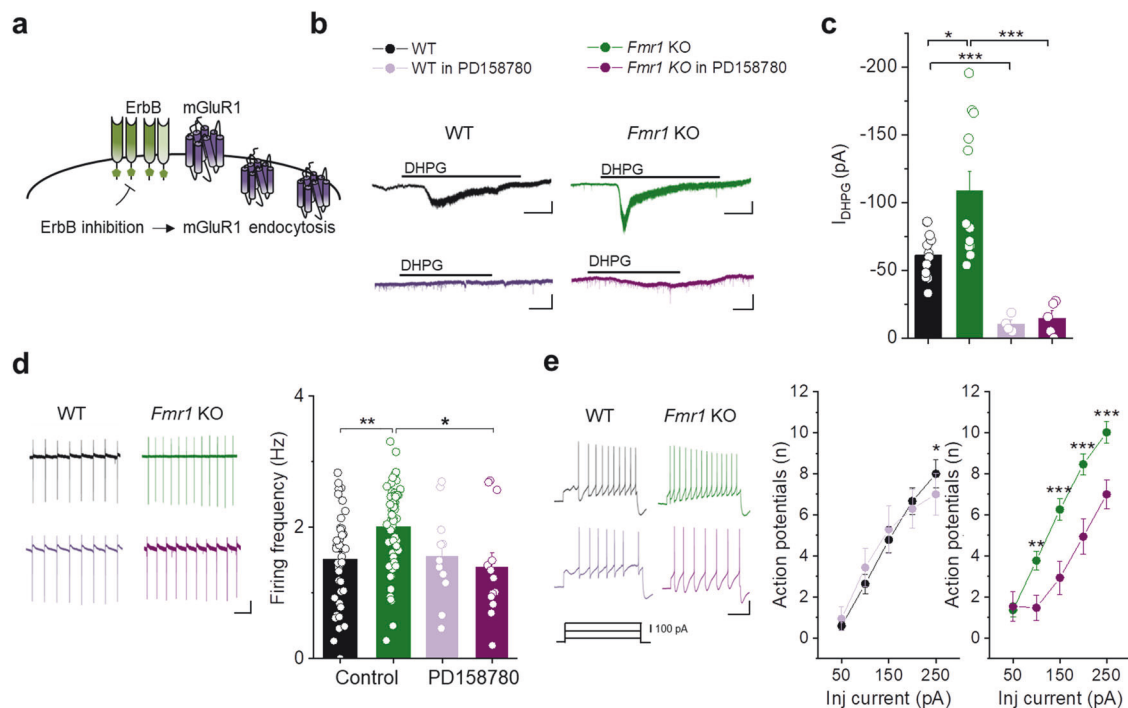 a
ErbB mGluR1
ErbB inhibition → mGluR1 endocytosis
b
WT
WT in PD158780
Fmr1 KO
Fmr1 KO in PD158780
WT
Fmr1 KO
DHPG
DHPG
DHPG
DHPG
c
* ***
***
-200
-150
-100
-50
0
I_DHPG (pA)
d
WT
Fmr1 KO
Firing frequency (Hz)
4
2
0
** *
Control PD158780
e
WT
Fmr1 KO
100 pA
Action potentials (n)
12
10
8
6
4
2
0
*
50 150 250
Inj current (pA)
Action potentials (n)
12
10
8
6
4
2
0
**
***
***
***
50 150 250
Inj current (pA)